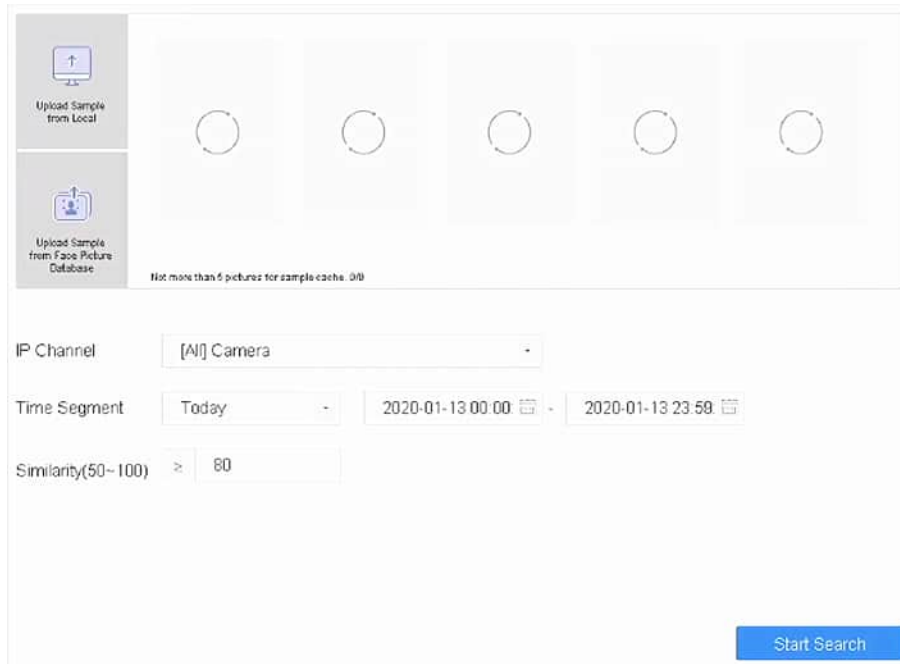 Upload Sample
from Local
Upload Sample
from Face Picture
Database
Not more than 5 pictures for sample cache. 0/0
IP Channel
[All] Camera
Time Segment
Today
2020-01-13 00:00:
-
2020-01-13 23:59:
Similarity(50~100)
≥
80
Start Search